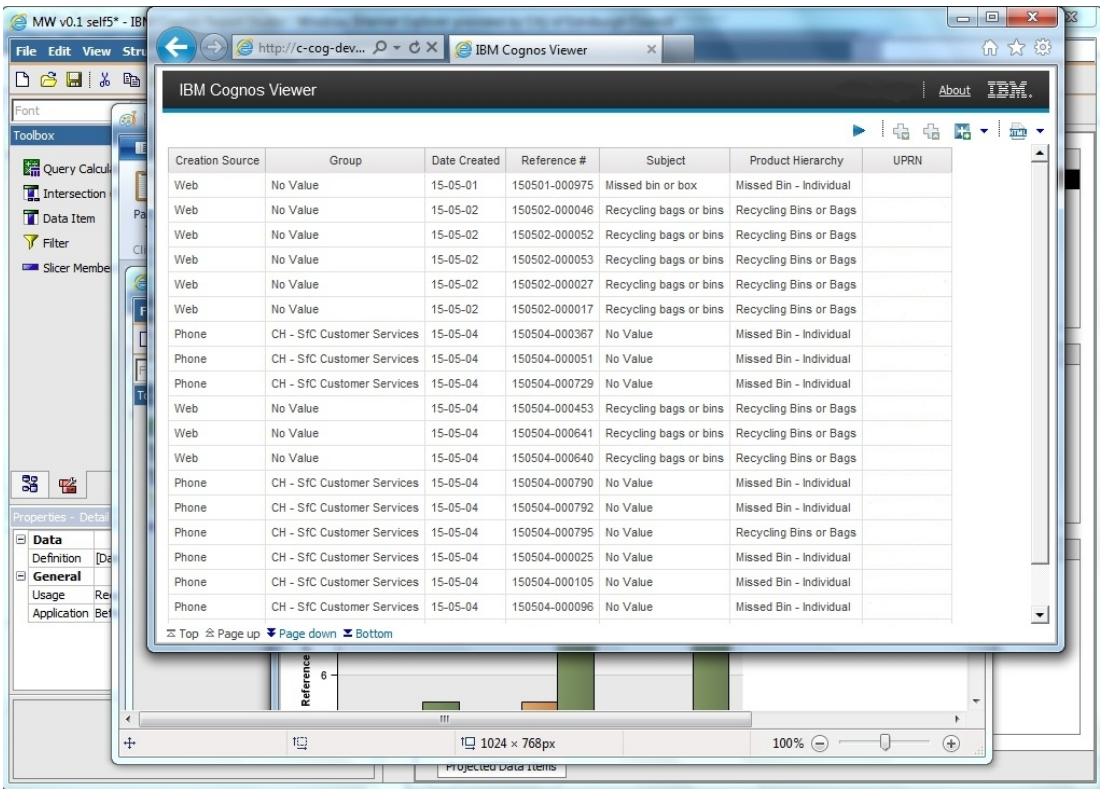 MW v0.1 self5* - IBM
File Edit View Stru
Font
Toolbox
Query Calcul
Intersection
Data Item
Filter
Slicer Membe
Properties - Detail
Data
Definition [Da
General
Usage Re
Application Bef
http://c-cog-dev...
IBM Cognos Viewer
IBM Cognos Viewer
About IBM.
Creation Source Group Date Created Reference # Subject Product Hierarchy UPRN
Web No Value 15-05-01 150501-000975 Missed bin or box Missed Bin - Individual
Web No Value 15-05-02 150502-000046 Recycling bags or bins Recycling Bins or Bags
Web No Value 15-05-02 150502-000052 Recycling bags or bins Recycling Bins or Bags
Web No Value 15-05-02 150502-000053 Recycling bags or bins Recycling Bins or Bags
Web No Value 15-05-02 150502-000027 Recycling bags or bins Recycling Bins or Bags
Web No Value 15-05-02 150502-000017 Recycling bags or bins Recycling Bins or Bags
Phone CH - SfC Customer Services 15-05-04 150504-000367 No Value Missed Bin - Individual
Phone CH - SfC Customer Services 15-05-04 150504-000051 No Value Missed Bin - Individual
Phone CH - SfC Customer Services 15-05-04 150504-000729 No Value Missed Bin - Individual
Web No Value 15-05-04 150504-000453 Recycling bags or bins Recycling Bins or Bags
Web No Value 15-05-04 150504-000641 Recycling bags or bins Recycling Bins or Bags
Web No Value 15-05-04 150504-000640 Recycling bags or bins Recycling Bins or Bags
Phone CH - SfC Customer Services 15-05-04 150504-000790 No Value Missed Bin - Individual
Phone CH - SfC Customer Services 15-05-04 150504-000792 No Value Missed Bin - Individual
Phone CH - SfC Customer Services 15-05-04 150504-000795 No Value Recycling Bins or Bags
Phone CH - SfC Customer Services 15-05-04 150504-000025 No Value Missed Bin - Individual
Phone CH - SfC Customer Services 15-05-04 150504-000105 No Value Missed Bin - Individual
Phone CH - SfC Customer Services 15-05-04 150504-000096 No Value Missed Bin - Individual
Top Page up Page down Bottom
Reference
6
1024 × 768px
100%
Projected Data Items